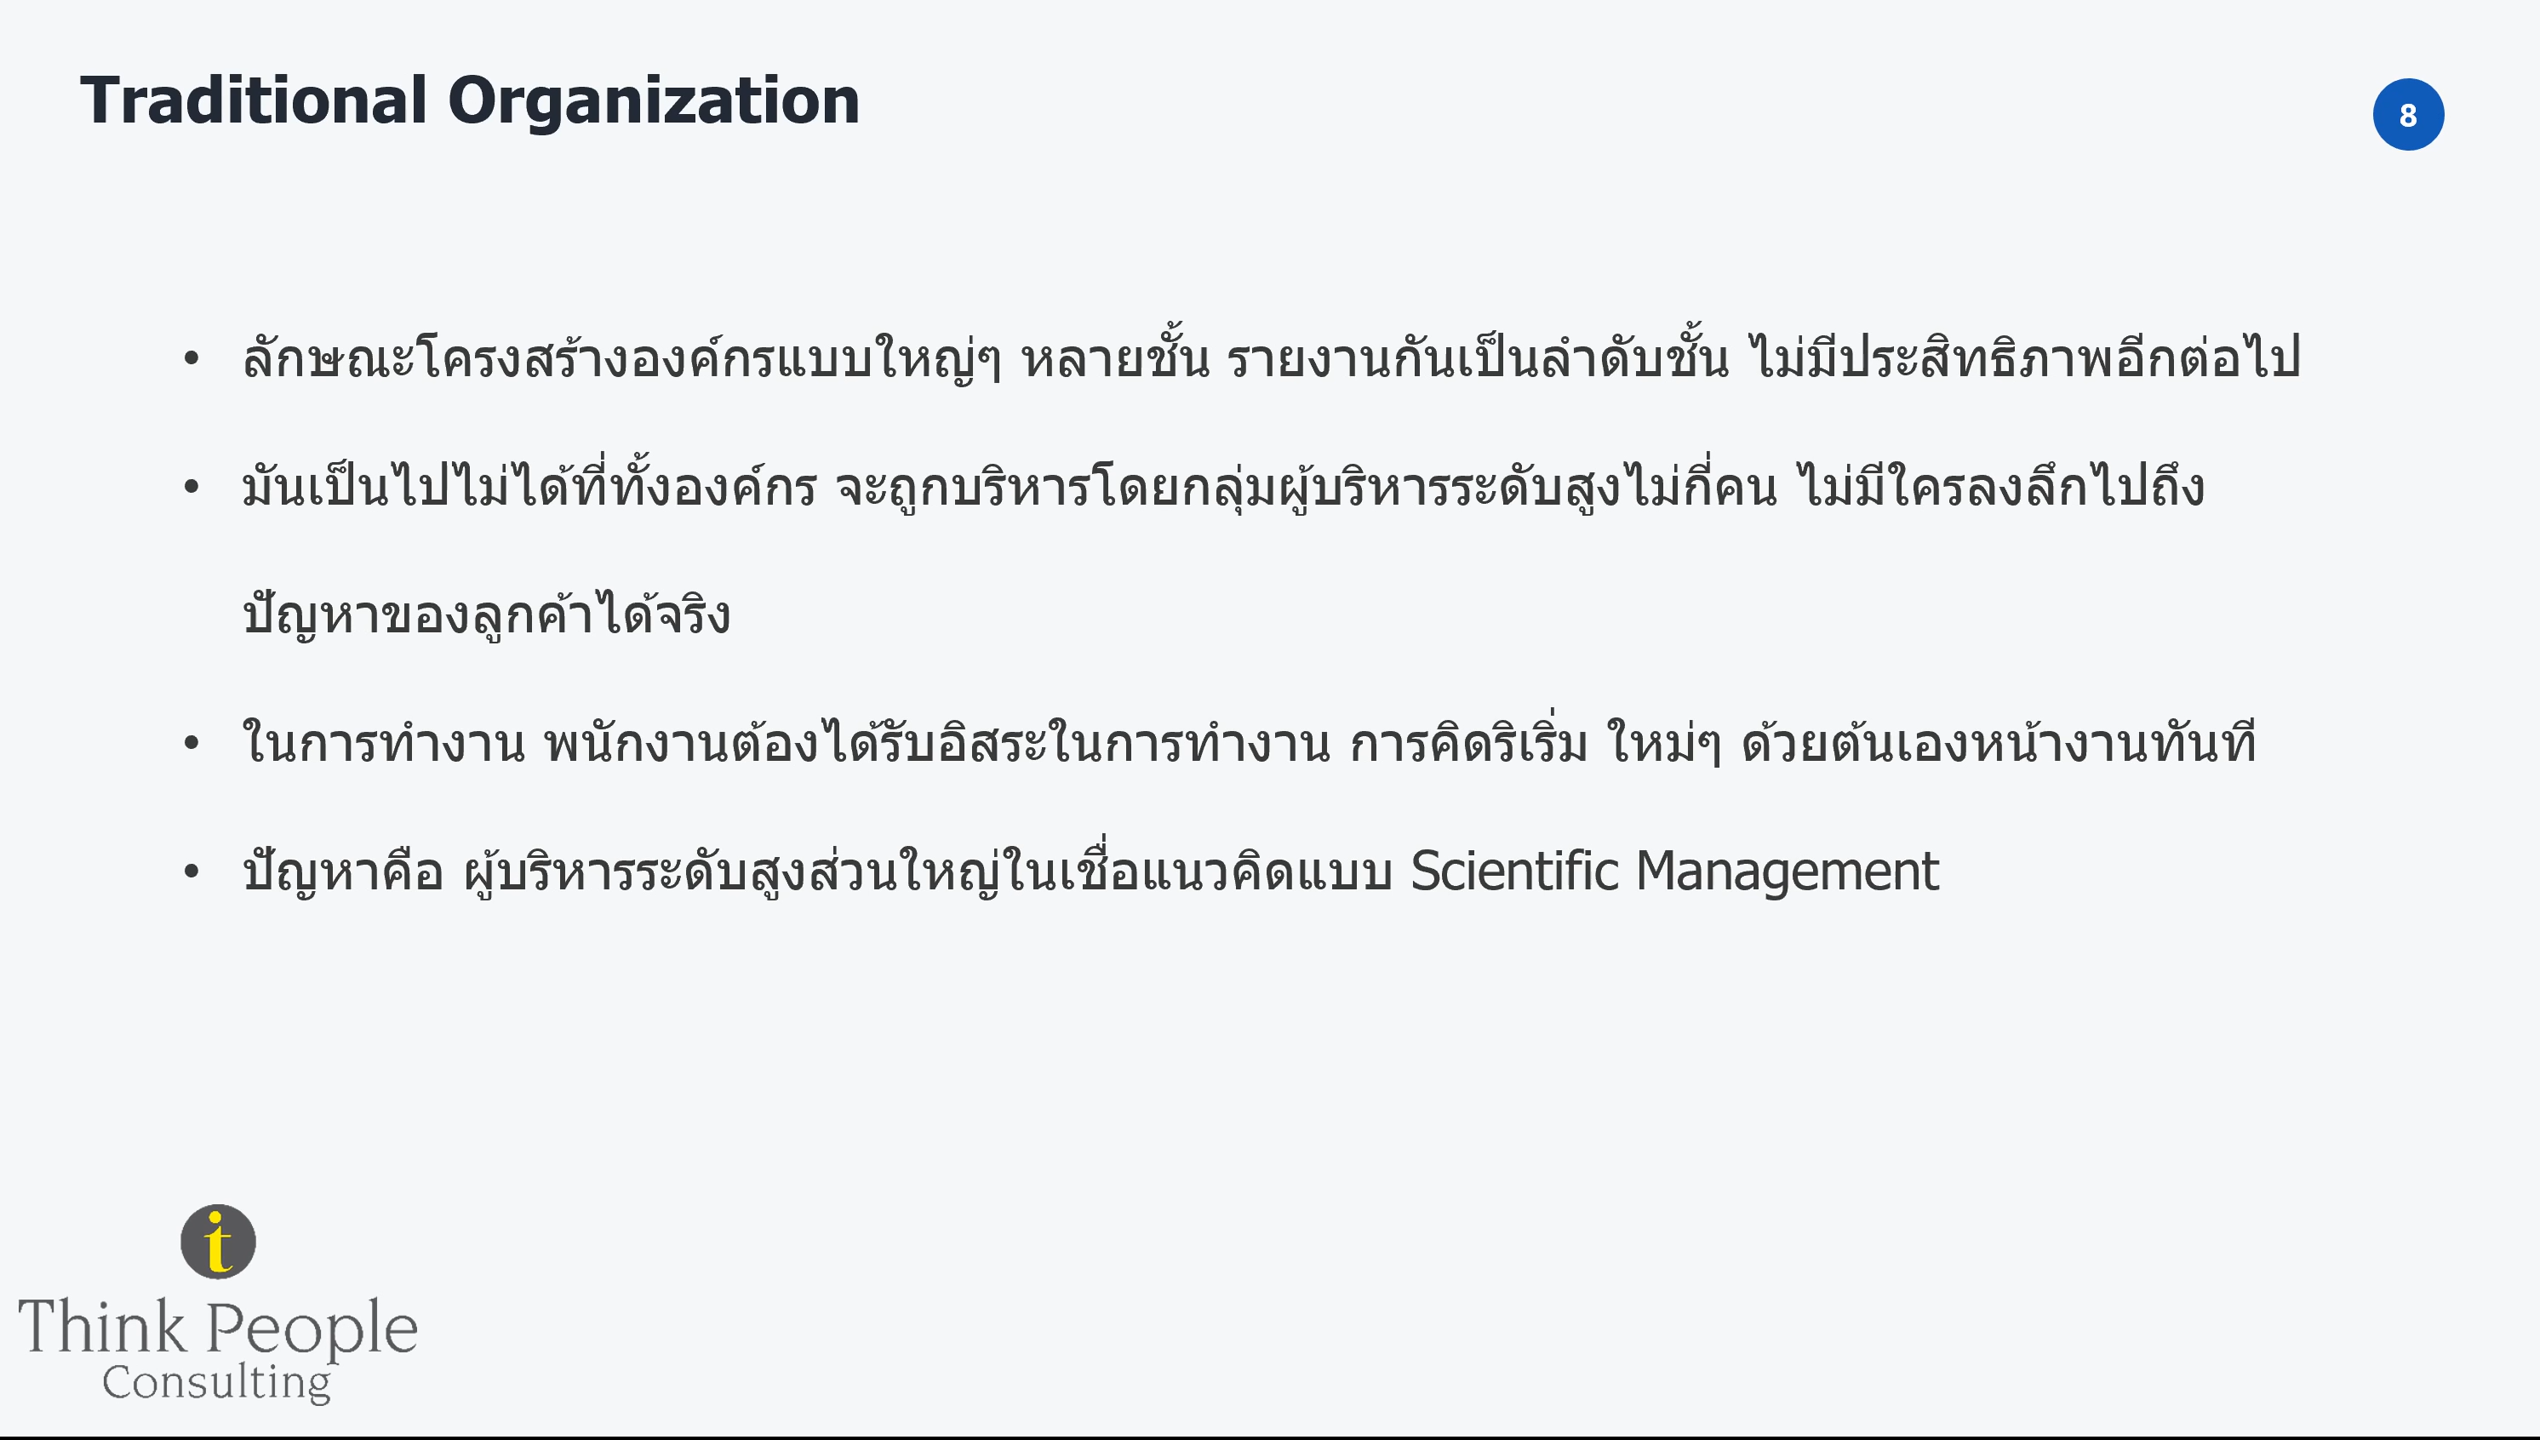 Traditional Organization
8
• ลักษณะโครงสร้างองค์กรแบบใหญ่ๆ หลายชั้น รายงานกันเป็นลำดับชั้น ไม่มีประสิทธิภาพอีกต่อไป
• มันเป็นไปไม่ได้ที่ทั้งองค์กร จะถูกบริหารโดยกลุ่มผู้บริหารระดับสูงไม่กี่คน ไม่มีใครลงลึกไปถึง
ปัญหาของลูกค้าได้จริง
• ในการทำงาน พนักงานต้องได้รับอิสระในการทำงาน การคิดริเริ่ม ใหม่ๆ ด้วยต้นเองหน้างานทันที
• ปัญหาคือ ผู้บริหารระดับสูงส่วนใหญ่ในเชื่อแนวคิดแบบ Scientific Management
t
Think People
Consulting